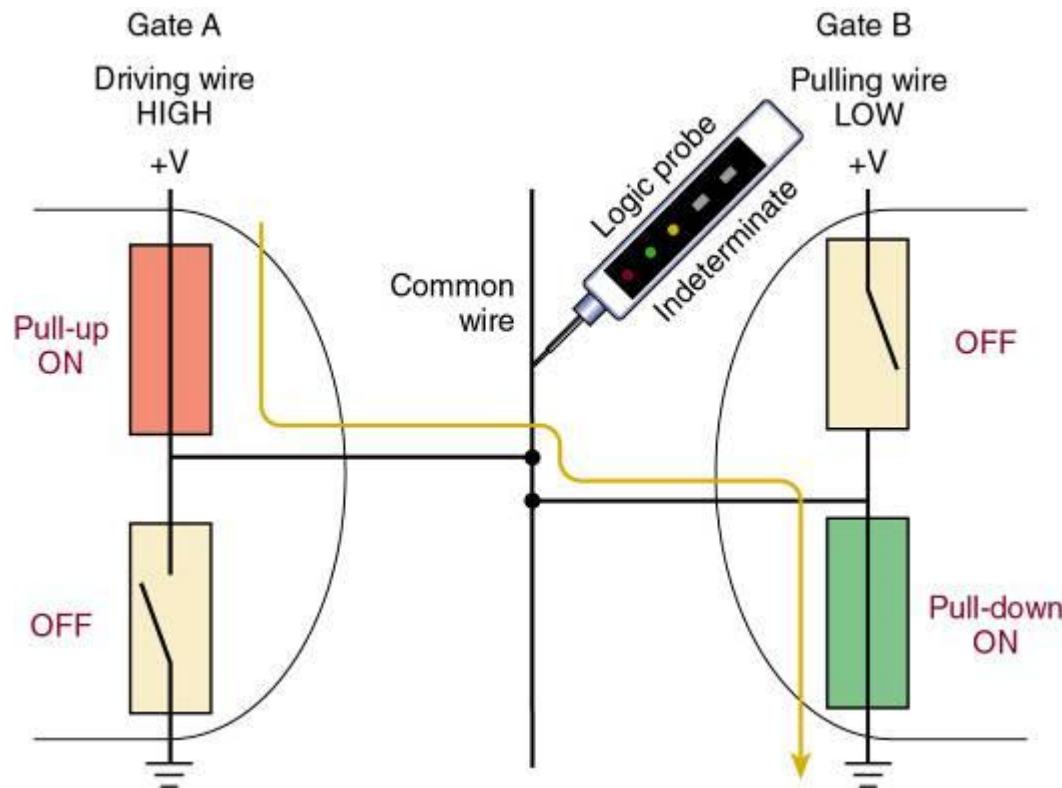 Gate A
Driving wire
HIGH
+V
Pull-up
ON
OFF
Common
wire
Logic probe
Indeterminate
Gate B
Pulling wire
LOW
+V
OFF
Pull-down
ON